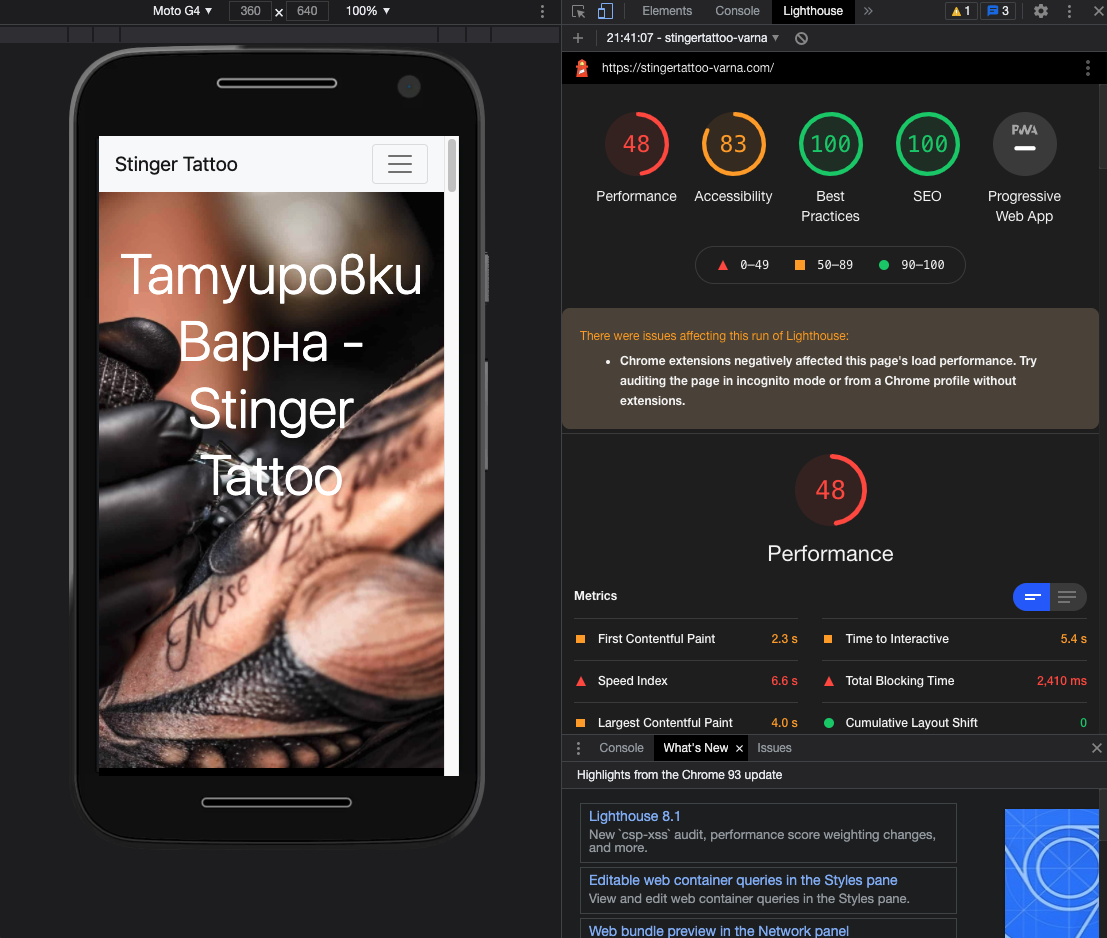 Moto G4 ▼ 360 × 640 100% ▼
Elements Console Lighthouse » 1 3
21:41:07 - stingertattoo-varna ▼
https://stingertattoo-varna.com/
Stinger Tattoo
Татуировки
Варна -
Stinger
Tattoo
Mise
En
48 83 100 100 PWA
Performance Accessibility Best Practices SEO Progressive Web App
0–49 50–89 90–100
There were issues affecting this run of Lighthouse:
• Chrome extensions negatively affected this page's load performance. Try
auditing the page in incognito mode or from a Chrome profile without
extensions.
48
Performance
Metrics
First Contentful Paint 2.3 s
Time to Interactive 5.4 s
Speed Index 6.6 s
Total Blocking Time 2,410 ms
Largest Contentful Paint 4.0 s
Cumulative Layout Shift 0
Console What's New × Issues
Highlights from the Chrome 93 update
Lighthouse 8.1
New `csp-xss` audit, performance score weighting changes,
and more.
Editable web container queries in the Styles pane
View and edit web container queries in the Styles pane.
Web bundle preview in the Network panel